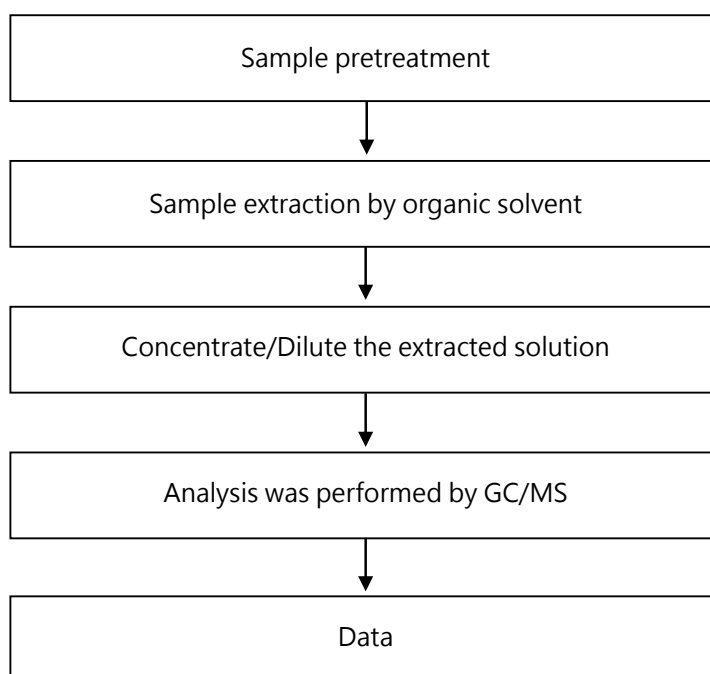 Sample pretreatment
Sample extraction by organic solvent
Concentrate/Dilute the extracted solution
Analysis was performed by GC/MS
Data